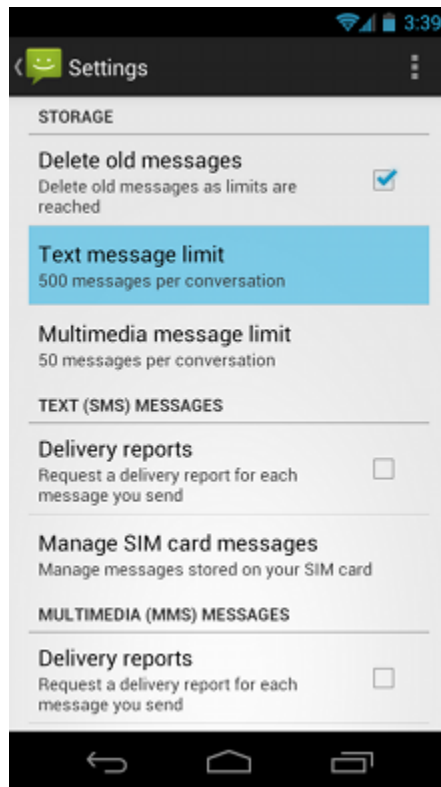 3:39
Settings
STORAGE
Delete old messages
Delete old messages as limits are
reached
Text message limit
500 messages per conversation
Multimedia message limit
50 messages per conversation
TEXT (SMS) MESSAGES
Delivery reports
Request a delivery report for each
message you send
Manage SIM card messages
Manage messages stored on your SIM card
MULTIMEDIA (MMS) MESSAGES
Delivery reports
Request a delivery report for each
message you send